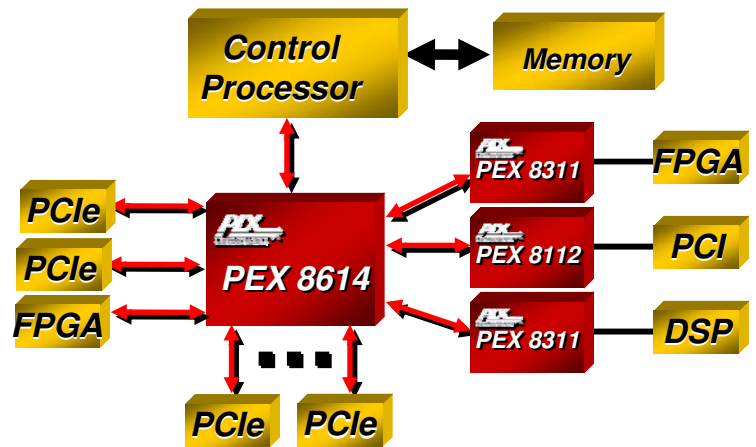 Control
Processor
Memory
PEX 8311
FPGA
PCIe
PEX 8112
PCI
PCIe
PEX 8614
FPGA
PEX 8311
DSP
PCIe
PCIe